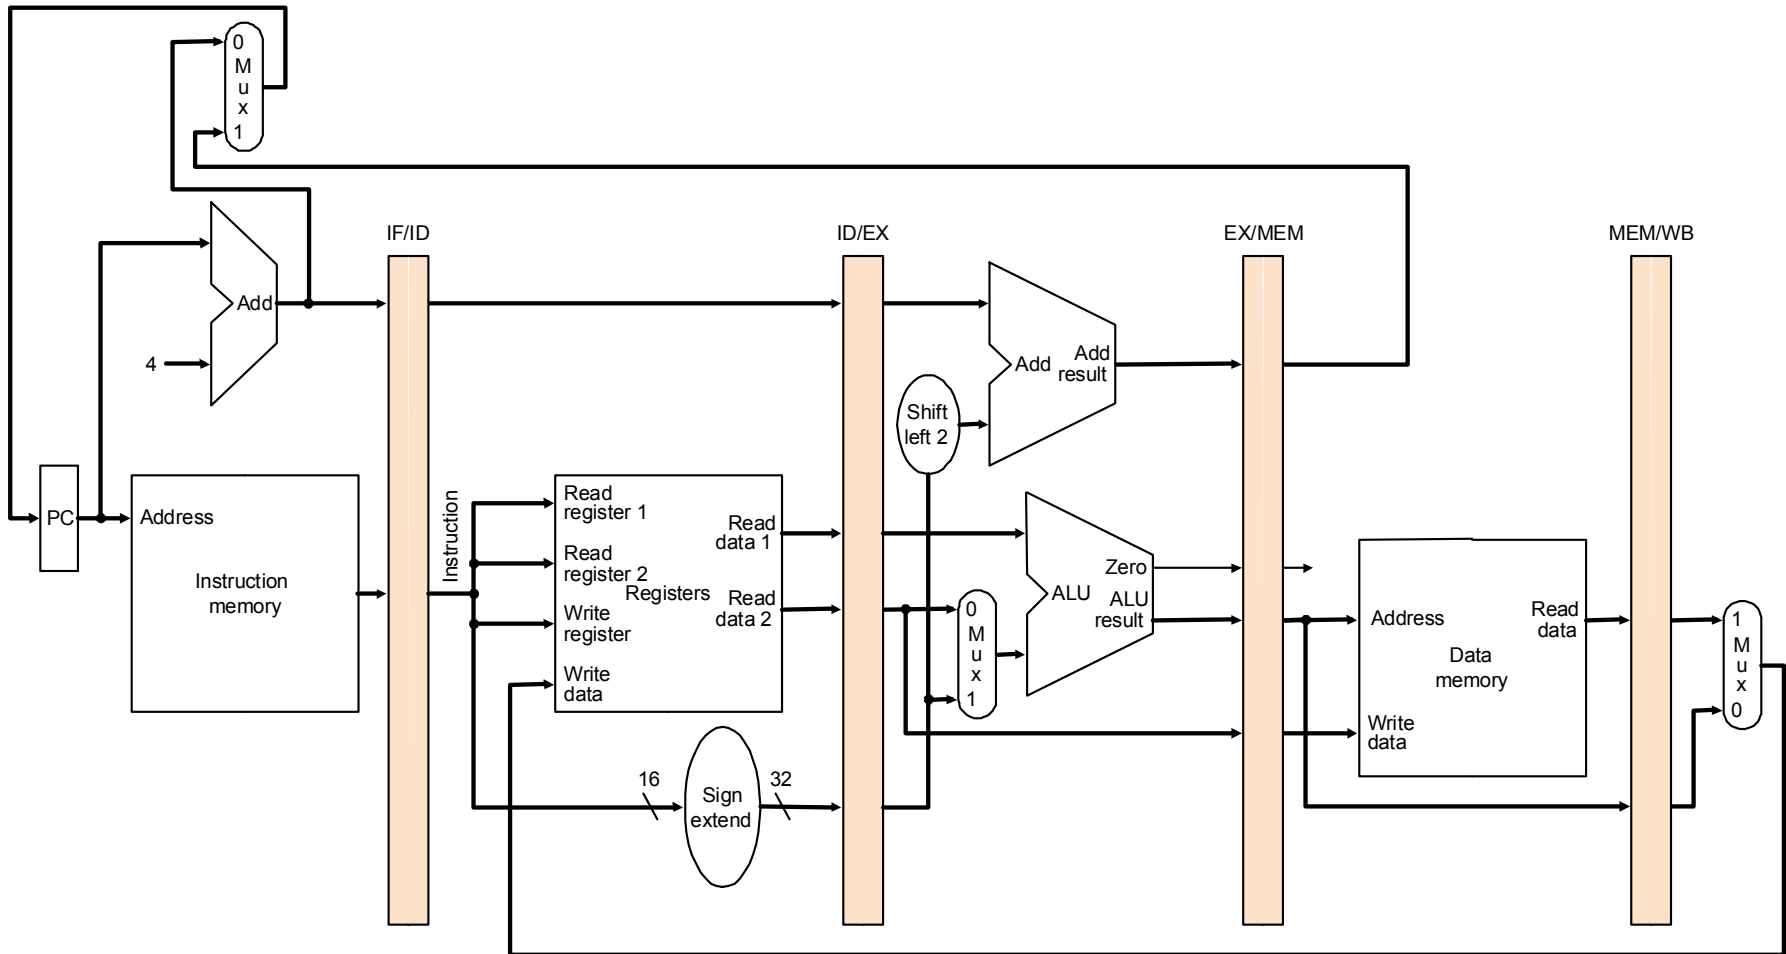 0
M
u
x
1
IF/ID
ID/EX
EX/MEM
MEM/WB
Add
4
Add
Add
result
Shift
left 2
PC
Address
Instruction
memory
Instruction
Read
register 1
Read
register 2
Write
register
Write
data
Registers
Read
data 1
Read
data 2
16
Sign
extend
32
0
M
u
x
1
Zero
ALU
ALU
result
Address
Read
data
Data
memory
Write
data
1
M
u
x
0